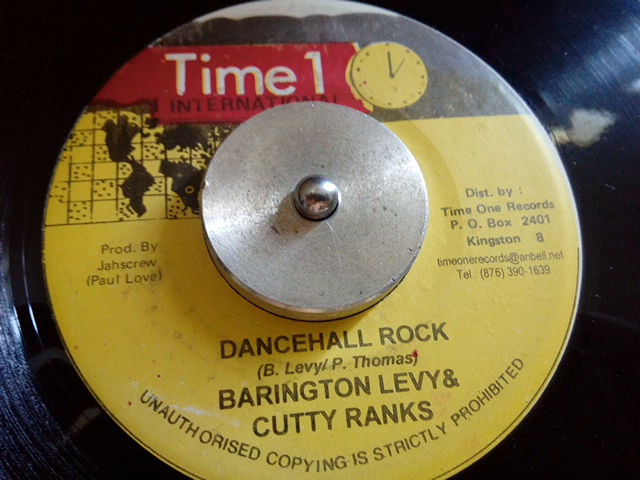 Time 1
INTERNATIONAL
Prod. By
Jahscrew
(Paul Love)
Dist. by :
Time One Records
P. O. Box 2401
Kingston 8
timeonerecords@anbell.net
Tel: (876) 390-1639
DANCEHALL ROCK
(B. Levy/ P. Thomas)
BARINGTON LEVY&
CUTTY RANKS
UNAUTHORISED COPYING IS STRICTLY PROHIBITED